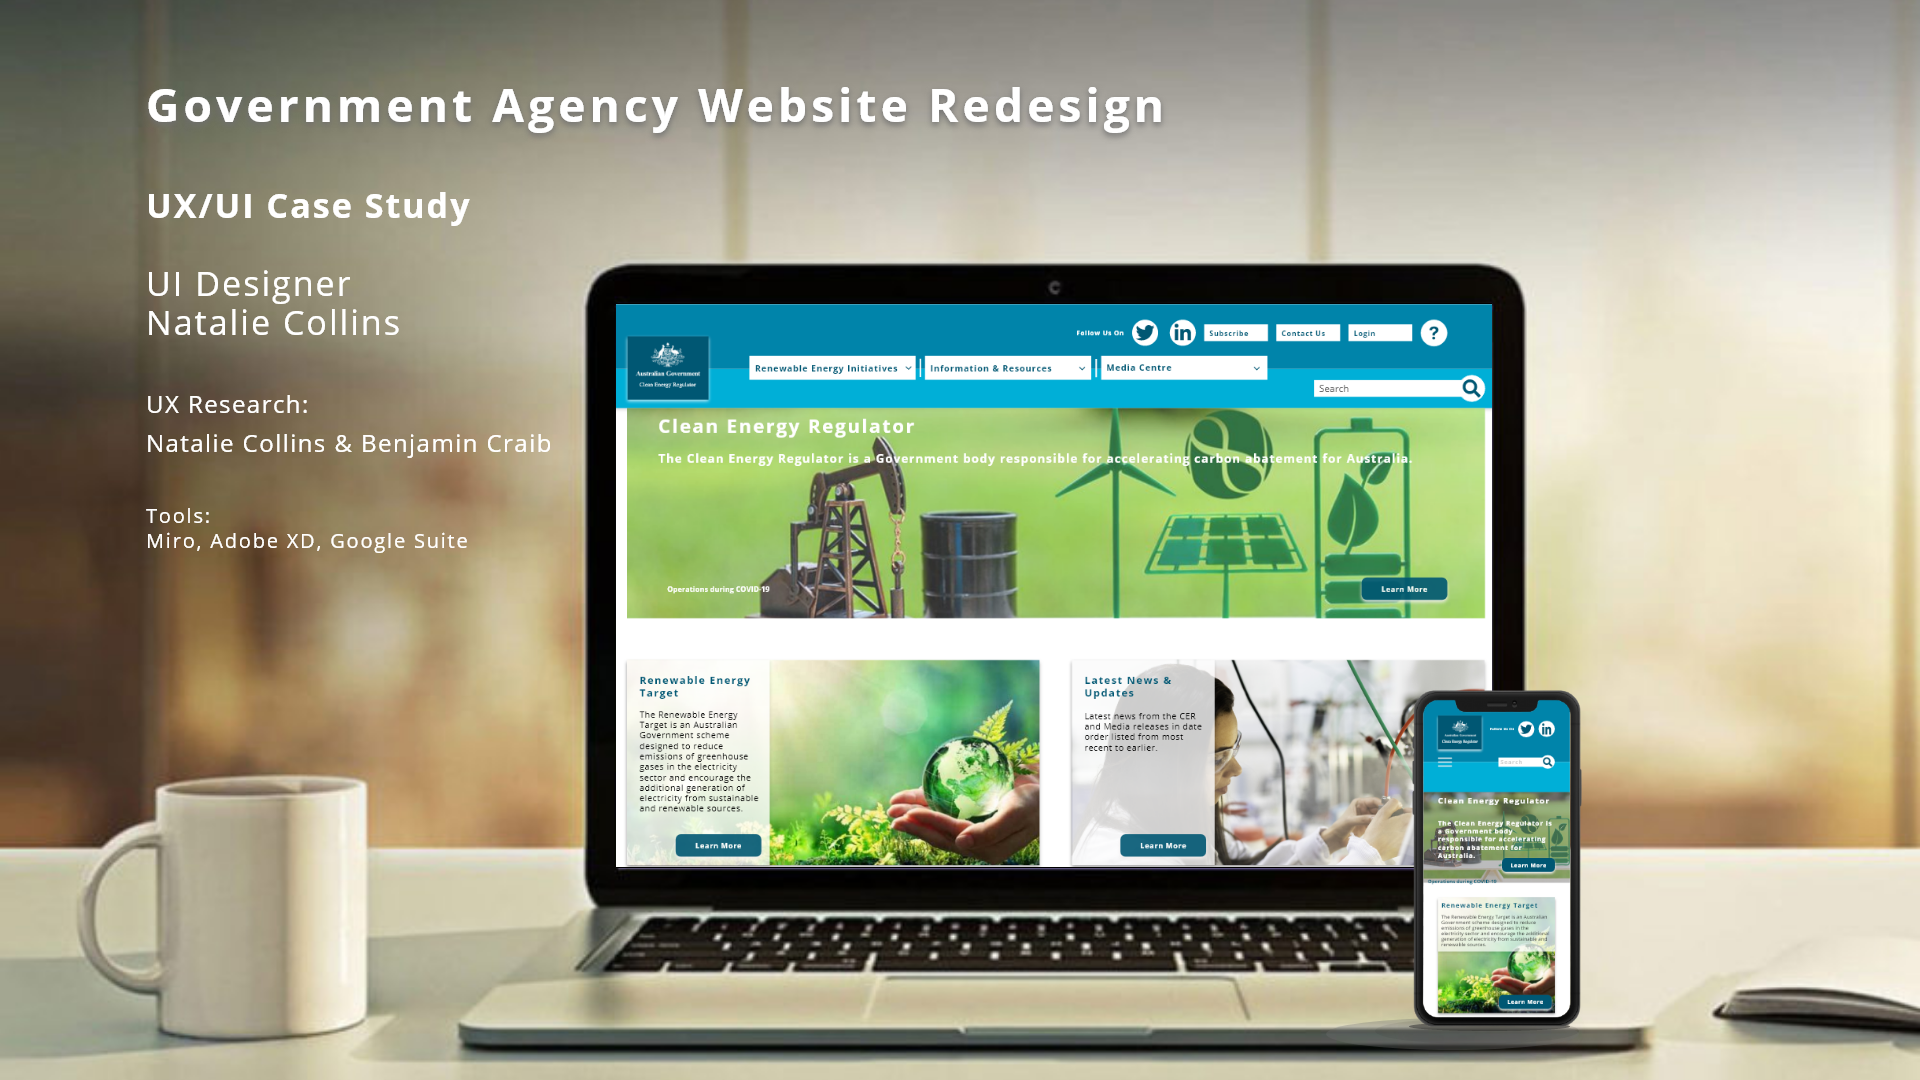 Government Agency Website Redesign
UX/UI Case Study
UI Designer
Natalie Collins
UX Research:
Natalie Collins & Benjamin Craib
Tools:
Miro, Adobe XD, Google Suite
Follow Us On
in
Subscribe
Contact Us
Login
?
Australian Government
Clean Energy Regulator
Renewable Energy Initiatives
Information & Resources
Media Centre
Search
Clean Energy Regulator
The Clean Energy Regulator is a Government body responsible for accelerating carbon abatement for Australia.
Operations during COVID-19
Learn More
Renewable Energy
Target
The Renewable Energy
Target is an Australian
Government scheme
designed to reduce
emissions of greenhouse
gases in the electricity
sector and encourage the
additional generation of
electricity from sustainable
and renewable sources.
Learn More
Latest News &
Updates
Latest news from the CER
and Media releases in date
order listed from most
recent to earlier.
Learn More
Australian Government
Clean Energy Regulator
Follow Us On
in
Search
Clean Energy Regulator
The Clean Energy Regulator is
a Government body
responsible for accelerating
carbon abatement for
Australia.
Learn More
Operations during COVID-19
Renewable Energy Target
The Renewable Energy Target is an Australian
Government scheme designed to reduce
emissions of greenhouse gases in the
electricity sector and encourage the additional
generation of electricity from sustainable and
renewable sources.
Learn More